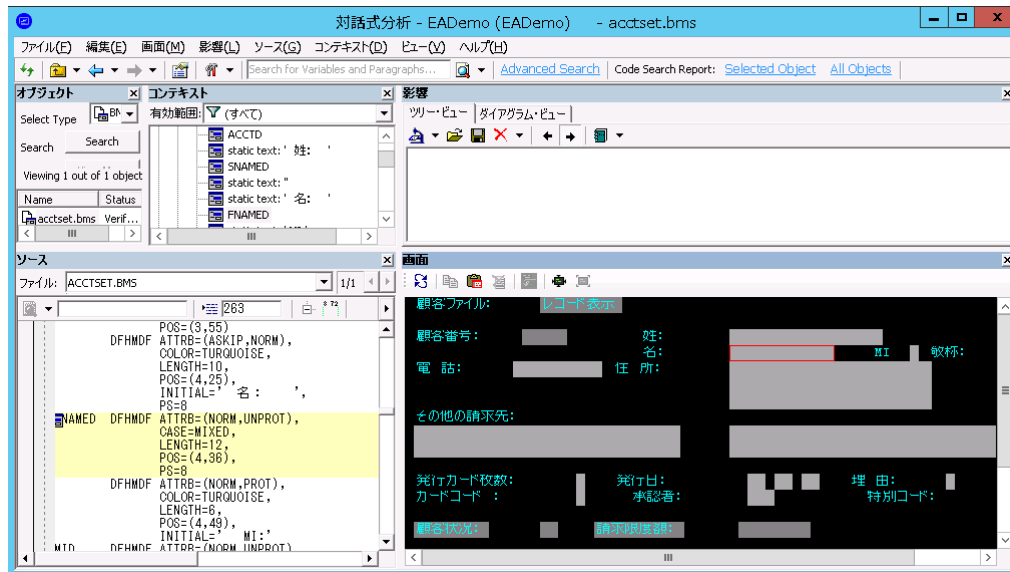 対話式分析 - EADemo (EADemo) - acctset.bms
ファイル(F) 編集(E) 画面(M) 影響(L) ソース(G) コンテキスト(D) ビュー(V) ヘルプ(H)
Search for Variables and Paragraphs... Advanced Search Code Search Report: Selected Object All Objects
オブジェクト
Select Type
Search Search
Viewing 1 out of 1 object
Name Status
acctset.bms Verif...
コンテキスト
有効範囲: (すべて)
ACCTD
static text: ' 姓: '
SNAMED
static text: ''
static text: ' 名: '
FNAMED
影響
ツリー・ビュー ダイアグラム・ビュー
ソース
ファイル: ACCTSET.BMS 1/1
263
POS=(3,55)
DFHMDF ATTRB=(ASKIP,NORM),
COLOR=TURQUOISE,
LENGTH=10,
POS=(4,25),
INITIAL=' 名: ',
PS=8
NAMED DFHMDF ATTRB=(NORM,UNPROT),
CASE=MIXED,
LENGTH=12,
POS=(4,36),
PS=8
DFHMDF ATTRB=(NORM,PROT),
COLOR=TURQUOISE,
LENGTH=6,
POS=(4,49),
INITIAL=' MI:'
MID DFHMDF ATTRB=(NORM,UNPROT)
画面
顧客ファイル: レコード表示
顧客番号: 姓:
名: MI 敬称:
電 話: 住 所:
その他の請求先:
発行カード枚数: 発行日: 理 由:
カードコード : 承認者: 特別コード:
顧客状況: 請求限度額: